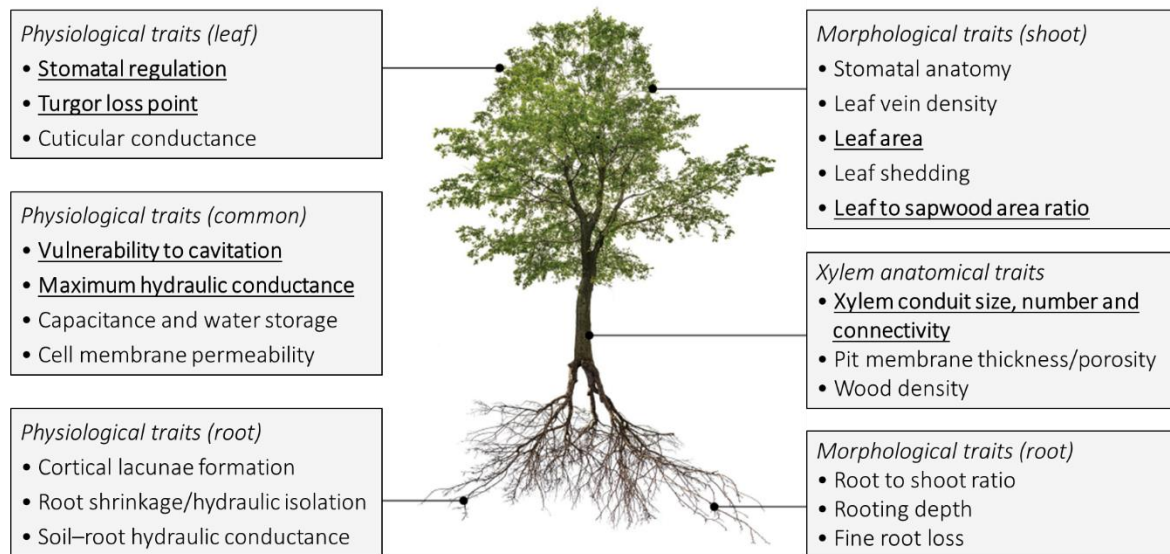 Physiological traits (leaf)
• Stomatal regulation
• Turgor loss point
• Cuticular conductance
Physiological traits (common)
• Vulnerability to cavitation
• Maximum hydraulic conductance
• Capacitance and water storage
• Cell membrane permeability
Physiological traits (root)
• Cortical lacunae formation
• Root shrinkage/hydraulic isolation
• Soil–root hydraulic conductance
Morphological traits (shoot)
• Stomatal anatomy
• Leaf vein density
• Leaf area
• Leaf shedding
• Leaf to sapwood area ratio
Xylem anatomical traits
• Xylem conduit size, number and
connectivity
• Pit membrane thickness/porosity
• Wood density
Morphological traits (root)
• Root to shoot ratio
• Rooting depth
• Fine root loss